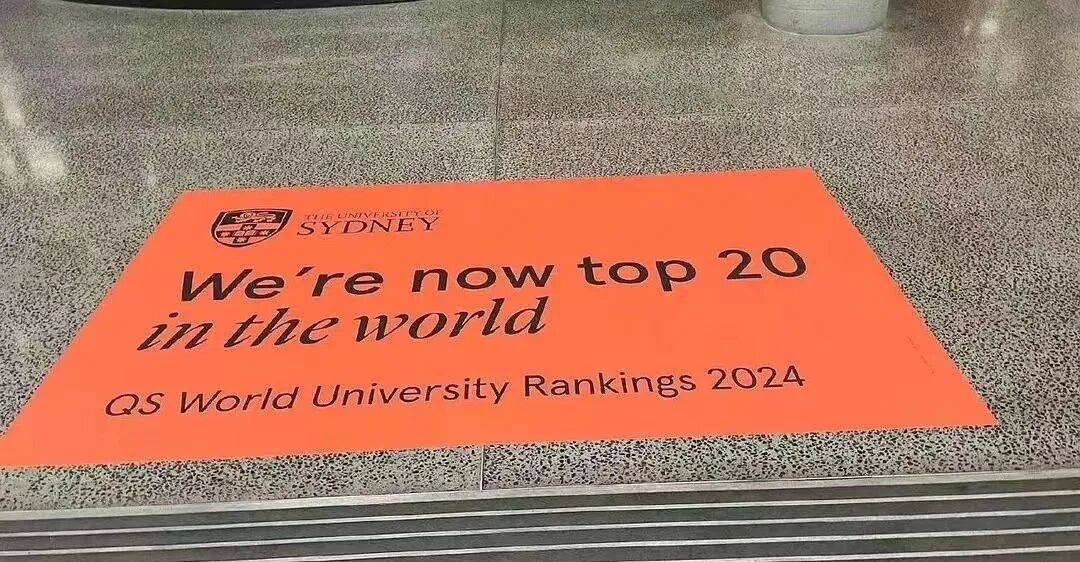 THE UNIVERSITY OF
SYDNEY
We're now top 20
in the world
QS World University Rankings 2024